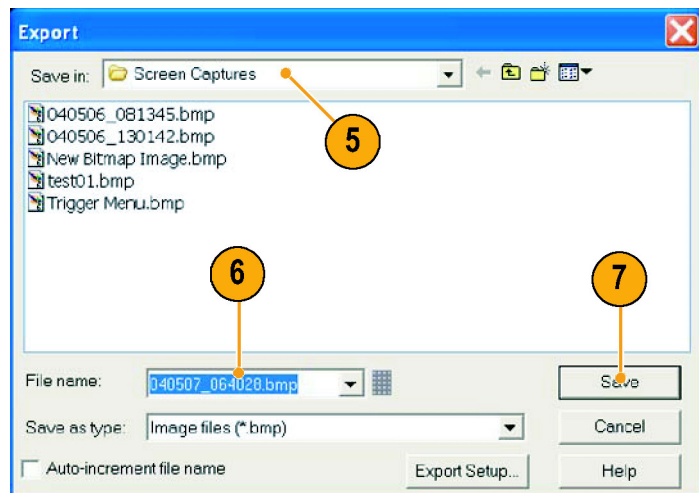 Export
Save in: Screen Captures
5
040506_081345.bmp
040506_130142.bmp
New Bitmap Image.bmp
test01.bmp
Trigger Menu.bmp
6
7
File name: 040507_064028.bmp
Save
Save as type: Image files (*.bmp)
Cancel
Auto-increment file name
Export Setup...
Help